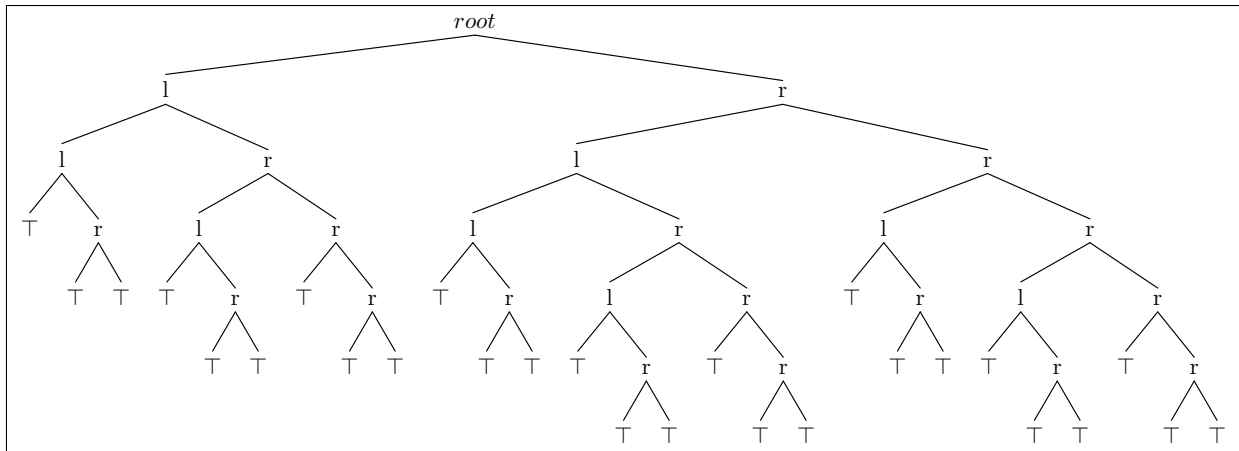 root
l r
l r l r
⊤ r l r l r l r
⊤ ⊤ ⊤ r ⊤ r ⊤ r l r ⊤ r l r
⊤ ⊤ ⊤ ⊤ ⊤ ⊤ ⊤ r ⊤ r ⊤ ⊤ ⊤ r ⊤ r
⊤ ⊤ ⊤ ⊤ ⊤ ⊤ ⊤ ⊤